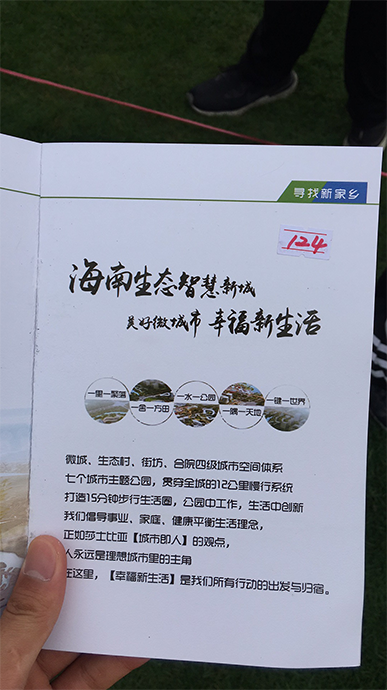 寻找新家乡
124
海南生态智慧新城
美好微城市 幸福新生活
一里一聚落
一舍一方田
一水一公园
一隅一天地
一键一世界
微城、生态村、街坊、合院四级城市空间体系
七个城市主题公园，贯穿全城的12公里慢行系统
打造15分钟步行生活圈，公园中工作，生活中创新
我们倡导事业、家庭、健康平衡生活理念，
正如莎士比亚【城市即人】的观点，
人永远是理想城市里的主角
在这里，【幸福新生活】是我们所有行动的出发与归宿。